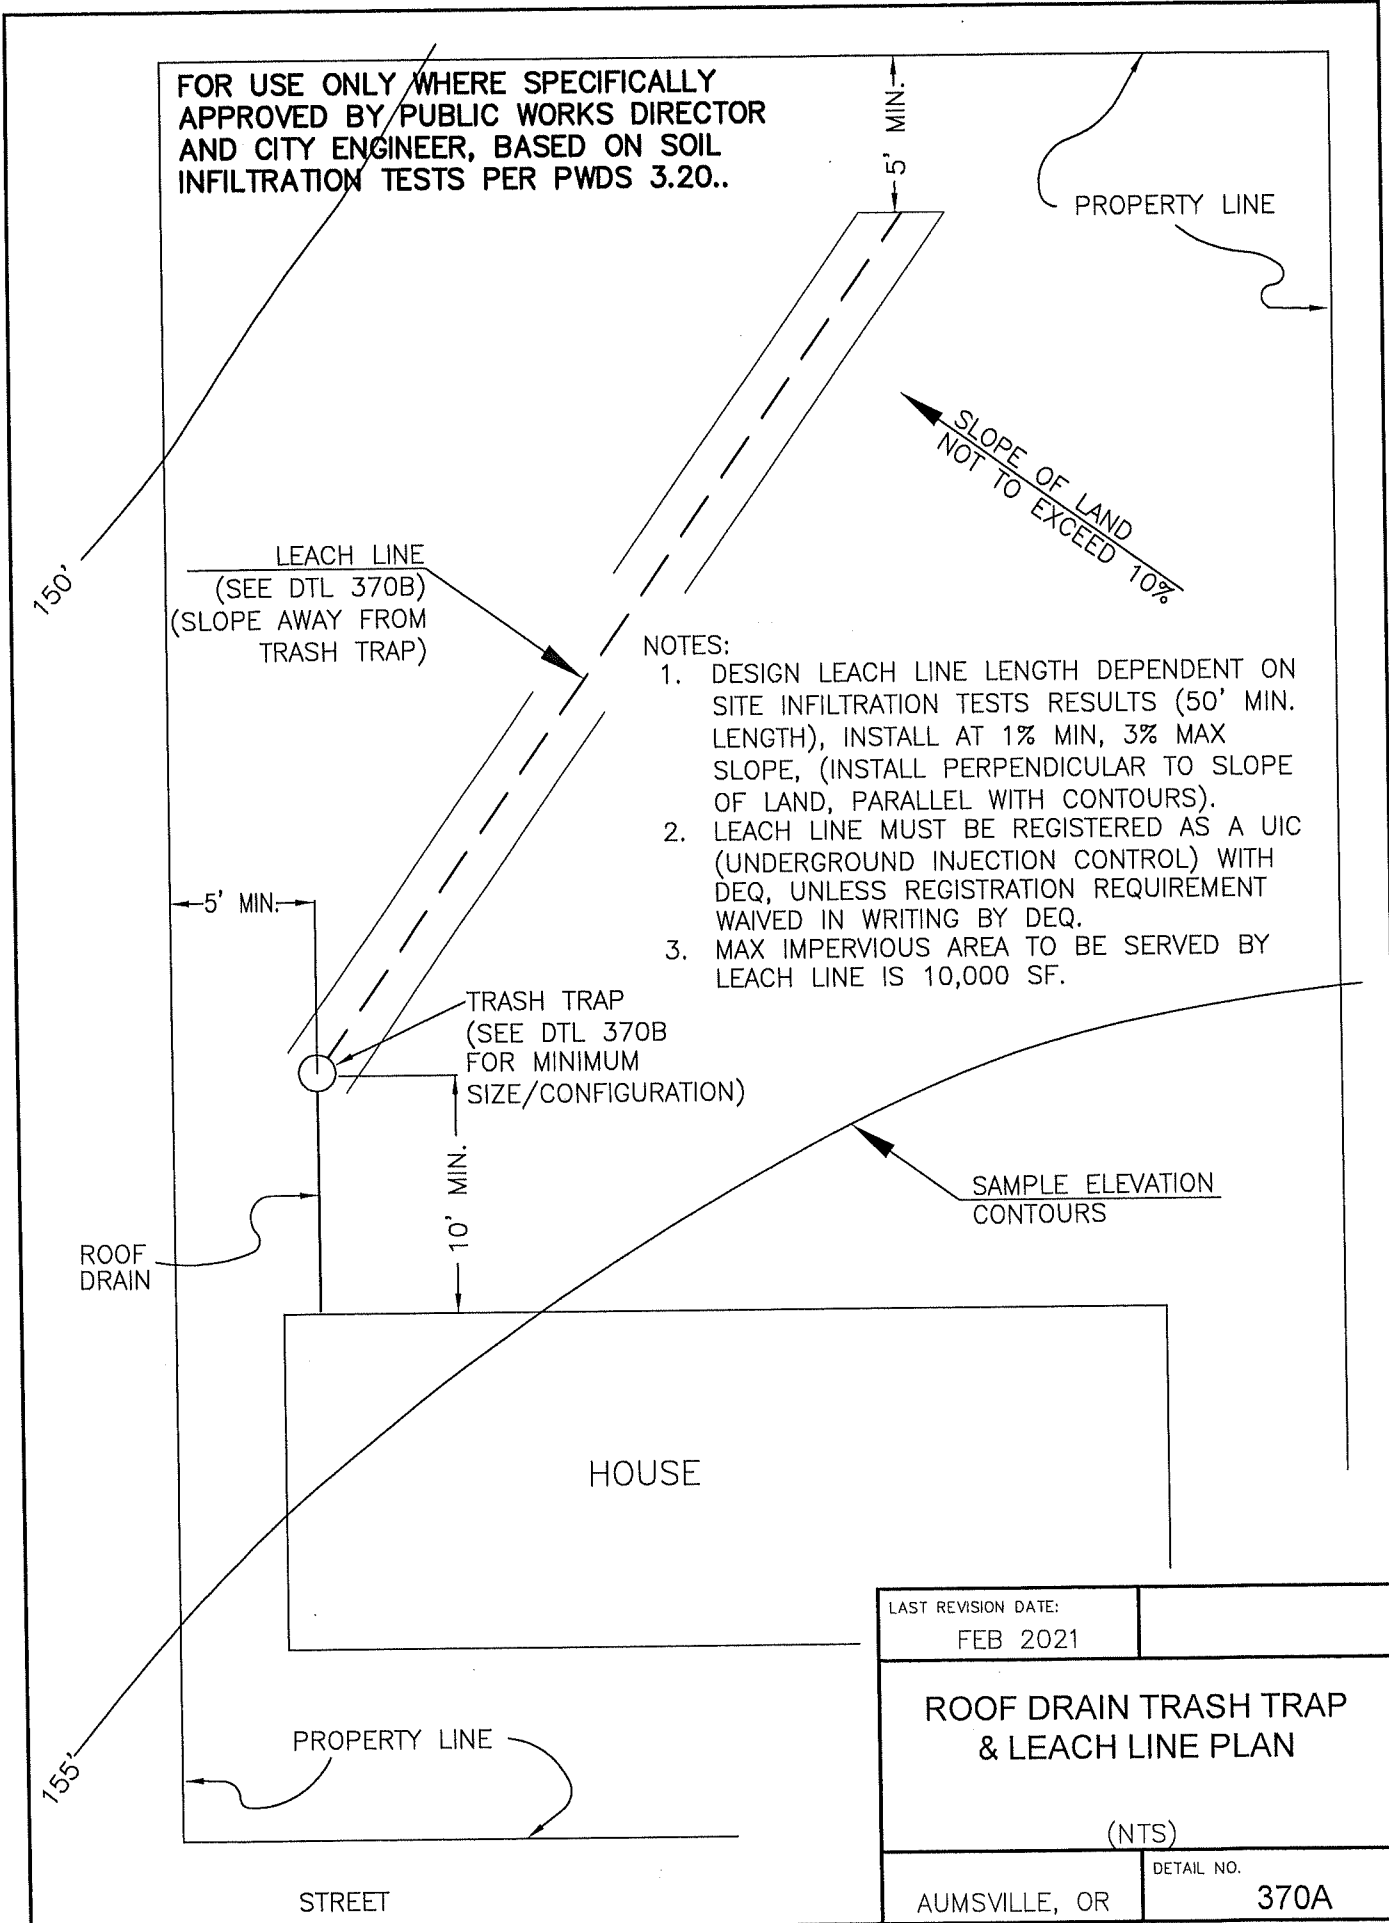 FOR USE ONLY WHERE SPECIFICALLY
APPROVED BY PUBLIC WORKS DIRECTOR
AND CITY ENGINEER, BASED ON SOIL
INFILTRATION TESTS PER PWDS 3.20..
5' MIN.
PROPERTY LINE
SLOPE OF LAND
NOT TO EXCEED 10%
150'
LEACH LINE
(SEE DTL 370B)
(SLOPE AWAY FROM
TRASH TRAP)
NOTES:
1. DESIGN LEACH LINE LENGTH DEPENDENT ON
SITE INFILTRATION TESTS RESULTS (50' MIN.
LENGTH), INSTALL AT 1% MIN, 3% MAX
SLOPE, (INSTALL PERPENDICULAR TO SLOPE
OF LAND, PARALLEL WITH CONTOURS).
2. LEACH LINE MUST BE REGISTERED AS A UIC
(UNDERGROUND INJECTION CONTROL) WITH
DEQ, UNLESS REGISTRATION REQUIREMENT
WAIVED IN WRITING BY DEQ.
3. MAX IMPERVIOUS AREA TO BE SERVED BY
LEACH LINE IS 10,000 SF.
5' MIN.
TRASH TRAP
(SEE DTL 370B
FOR MINIMUM
SIZE/CONFIGURATION)
10' MIN.
SAMPLE ELEVATION
CONTOURS
ROOF
DRAIN
HOUSE
155'
PROPERTY LINE
STREET
LAST REVISION DATE:
FEB 2021
ROOF DRAIN TRASH TRAP
& LEACH LINE PLAN
(NTS)
AUMSVILLE, OR
DETAIL NO.
370A